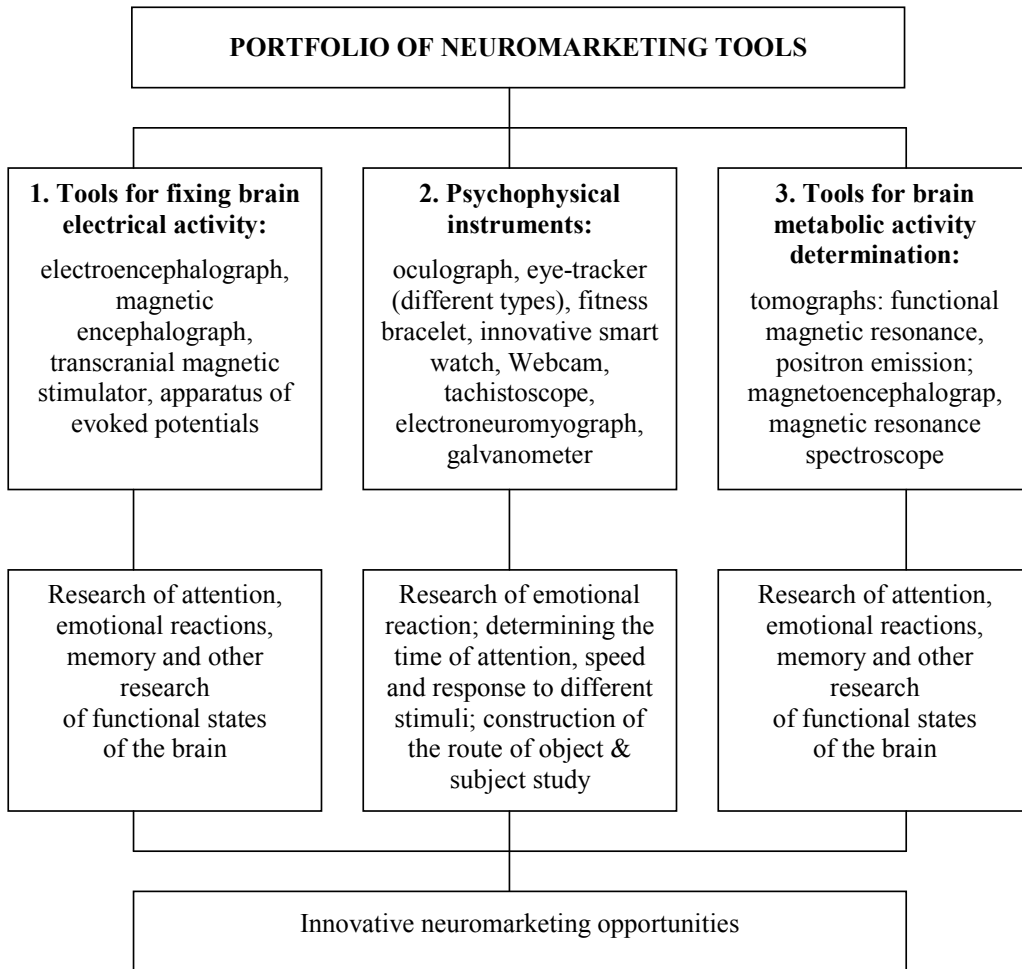 PORTFOLIO OF NEUROMARKETING TOOLS
1. Tools for fixing brain
electrical activity:
electroencephalograph,
magnetic
encephalograph,
transcranial magnetic
stimulator, apparatus of
evoked potentials
2. Psychophysical
instruments:
oculograph, eye-tracker
(different types), fitness
bracelet, innovative smart
watch, Webcam,
tachistoscope,
electroneuromyograph,
galvanometer
3. Tools for brain
metabolic activity
determination:
tomographs: functional
magnetic resonance,
positron emission;
magnetoencephalograp,
magnetic resonance
spectroscope
Research of attention,
emotional reactions,
memory and other
research
of functional states
of the brain
Research of emotional
reaction; determining the
time of attention, speed
and response to different
stimuli; construction of
the route of object &
subject study
Research of attention,
emotional reactions,
memory and other
research
of functional states
of the brain
Innovative neuromarketing opportunities